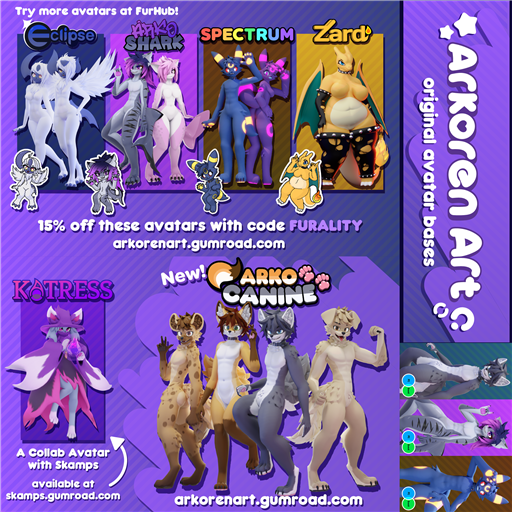 Try more avatars at FurHub!
Eclipse
ARKO
SHARK
SPECTRUM
Zard
15% off these avatars with code FURALITY
arkorenart.gumroad.com
KATRESS
A Collab Avatar
with Skamps
available at
skamps.gumroad.com
New!
ARKO
CANINE
arkorenart.gumroad.com
Arkoren Art
original avatar bases